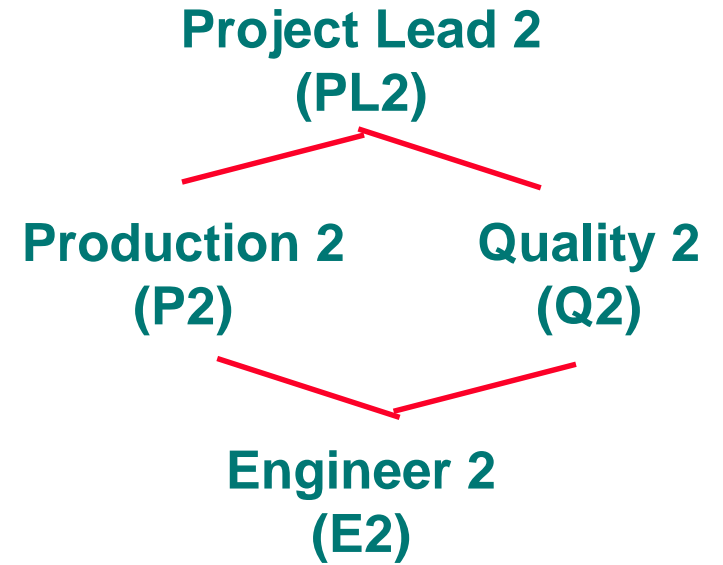 Project Lead 2
(PL2)
Production 2
(P2)
Quality 2
(Q2)
Engineer 2
(E2)